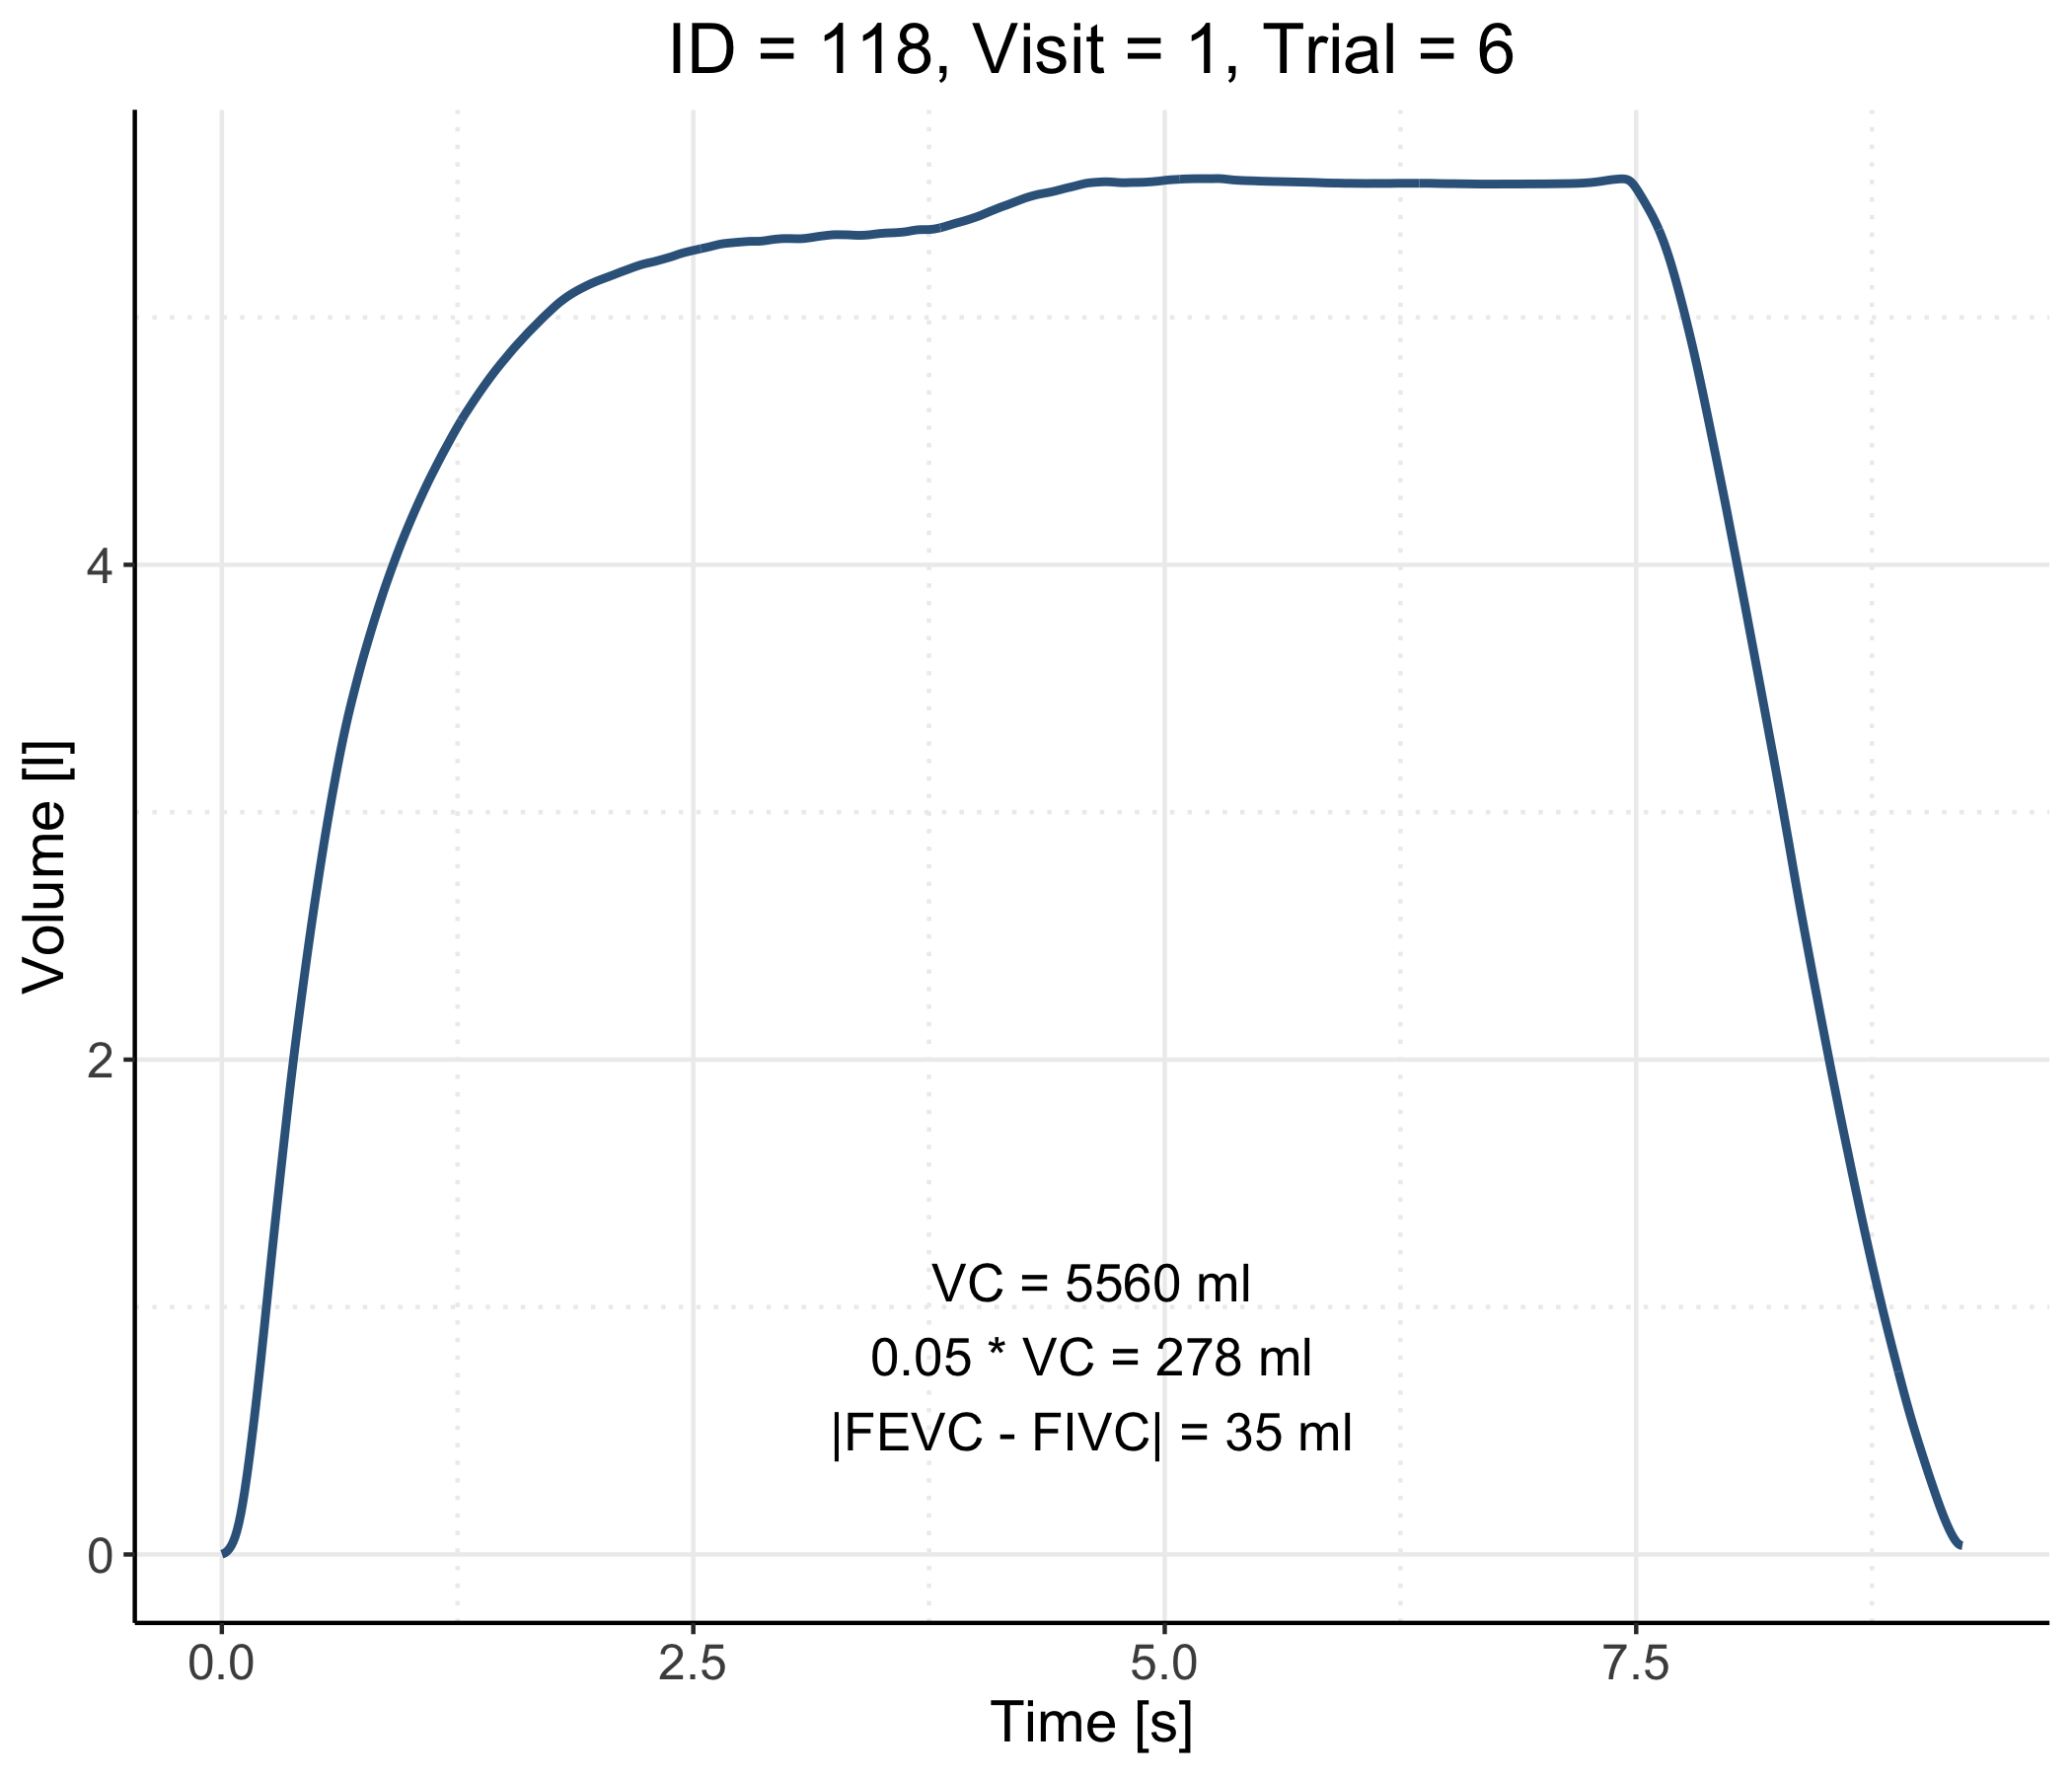 ID = 118, Visit = 1, Trial = 6
Volume [l]
4
2
0
VC = 5560 ml
0.05 * VC = 278 ml
|FEVC - FIVC| = 35 ml
0.0 2.5 5.0 7.5
Time [s]